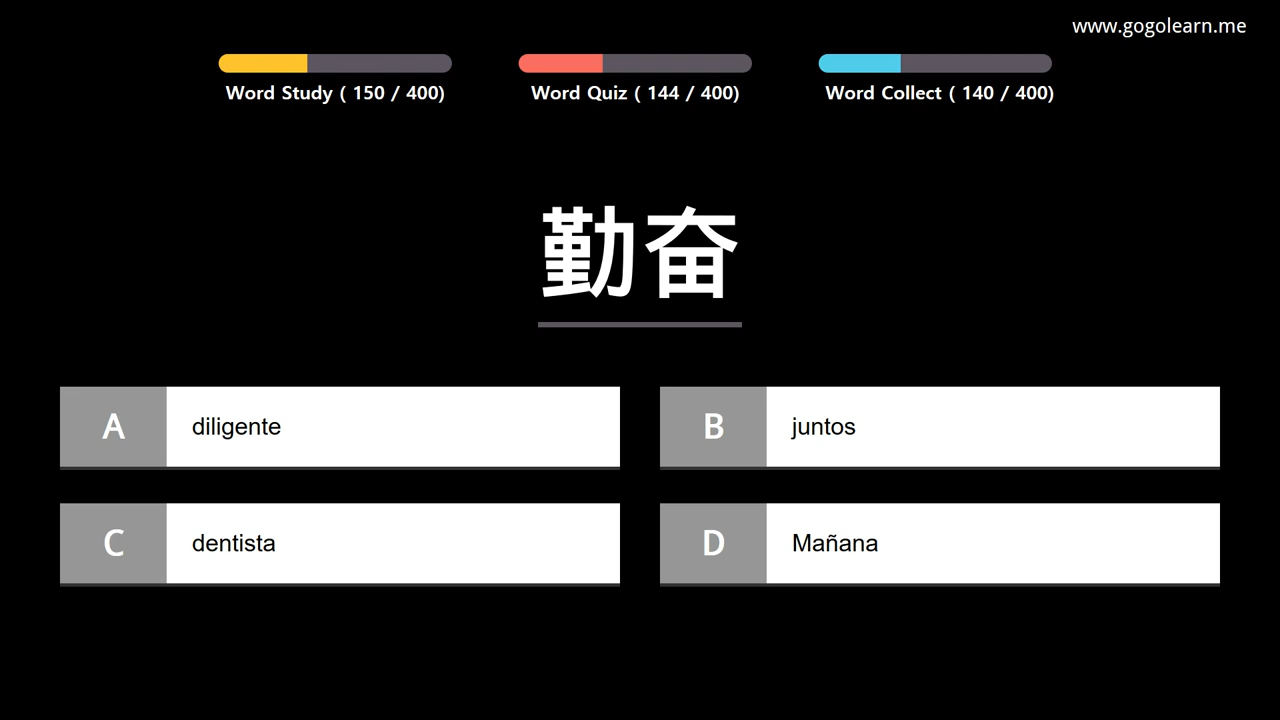 www.gogolearn.me
Word Study ( 150 / 400)
Word Quiz ( 144 / 400)
Word Collect ( 140 / 400)
勤奋
A diligente
B juntos
C dentista
D Mañana